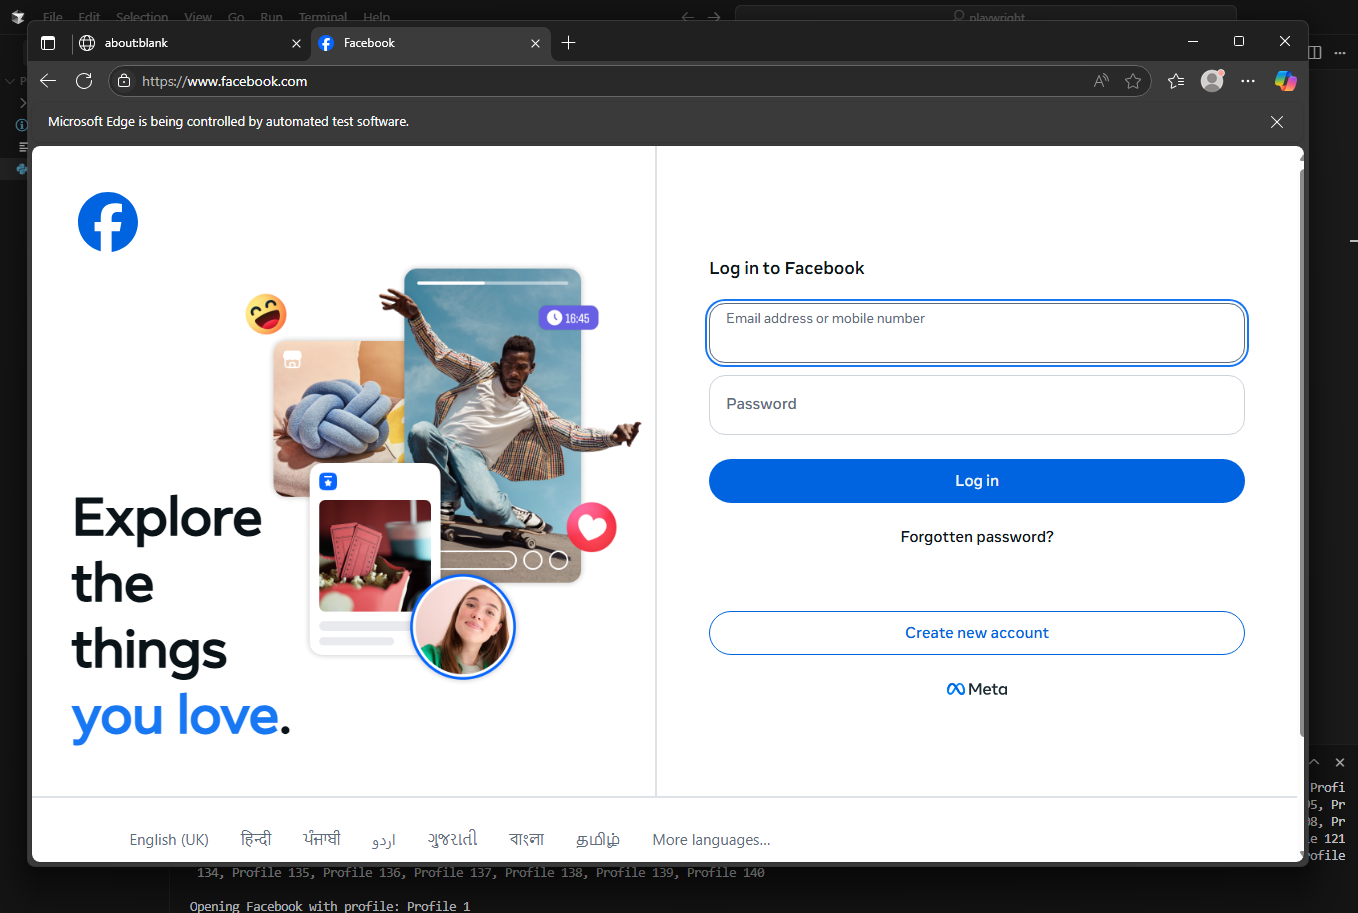 File Edit Selection View Go Run Terminal Help
playwright
about:blank
Facebook
https://www.facebook.com
Microsoft Edge is being controlled by automated test software.
16:45
Explore
the
things
you love.
Log in to Facebook
Email address or mobile number
Password
Log in
Forgotten password?
Create new account
Meta
English (UK) हिन्दी ਪੰਜਾਬੀ اردو ગુજરાતી বাংলা தமிழ் More languages...
Profi
Pr
Pr
121
134, Profile 135, Profile 136, Profile 137, Profile 138, Profile 139, Profile 140
Opening Facebook with profile: Profile 1